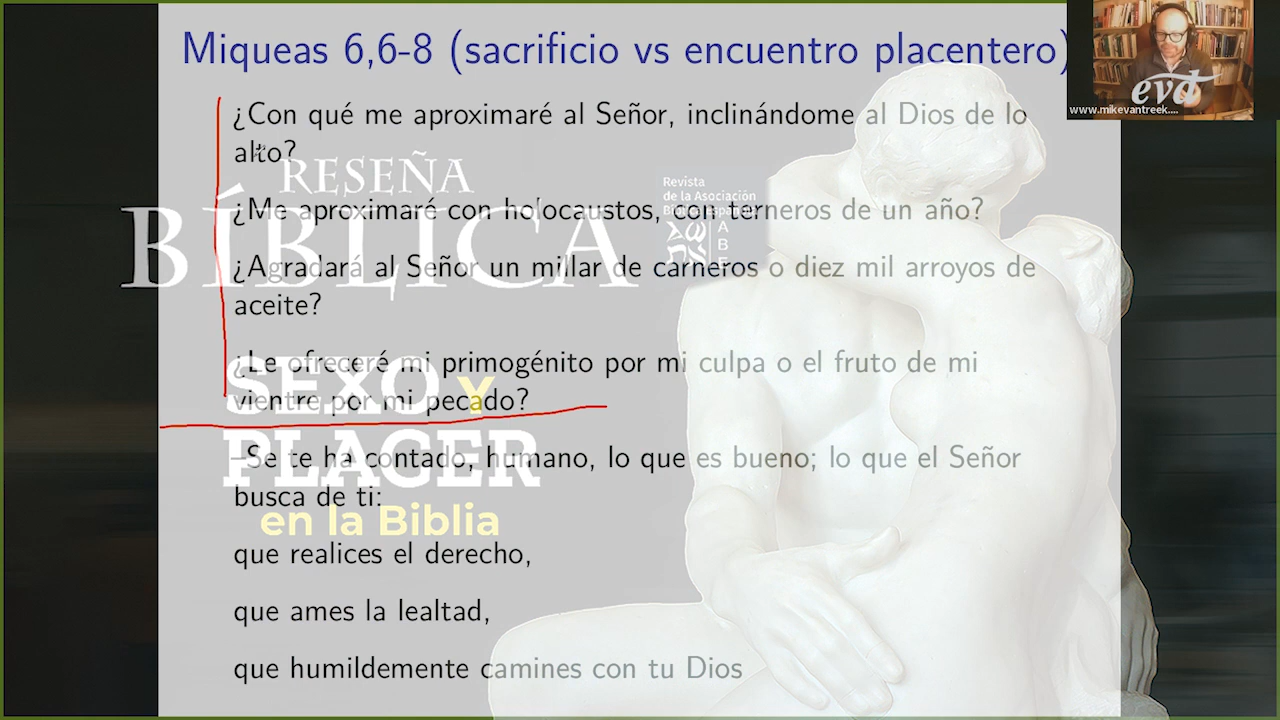 Miqueas 6,6-8 (sacrificio vs encuentro placentero)
¿Con qué me aproximaré al Señor, inclinándome al Dios de lo
alto?
¿Me aproximaré con holocaustos, con terneros de un año?
¿Agradará al Señor un millar de carneros o diez mil arroyos de
aceite?
¿Le ofreceré mi primogénito por mi culpa o el fruto de mi
vientre por mi pecado?
–Se te ha contado, humano, lo que es bueno; lo que el Señor
busca de ti:
que realices el derecho,
que ames la lealtad,
que humildemente camines con tu Dios
RESEÑA
BÍBLICA
Revista
de la Asociación
Bíblica Española
A
B
E
SEXO Y
PLACER
en la Biblia
evd
www.mikevantreek....